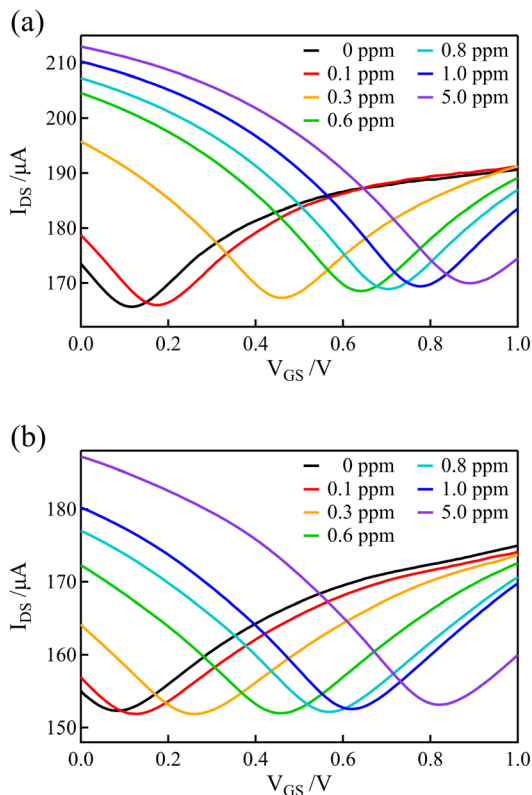 (a)
210
200
190
180
170
I_DS /μA
0 ppm
0.1 ppm
0.3 ppm
0.6 ppm
0.8 ppm
1.0 ppm
5.0 ppm
0.0 0.2 0.4 0.6 0.8 1.0
V_GS /V
(b)
180
170
160
150
I_DS /μA
0 ppm
0.1 ppm
0.3 ppm
0.6 ppm
0.8 ppm
1.0 ppm
5.0 ppm
0.0 0.2 0.4 0.6 0.8 1.0
V_GS /V